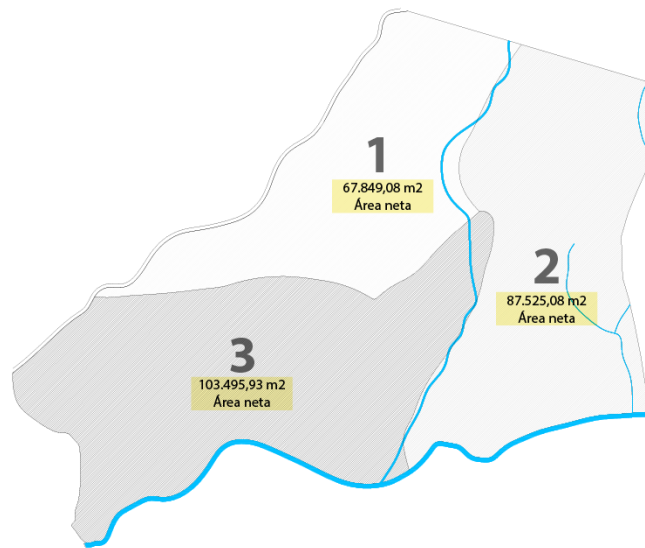 1
67.849,08 m2
Área neta
2
87.525,08 m2
Área neta
3
103.495,93 m2
Área neta